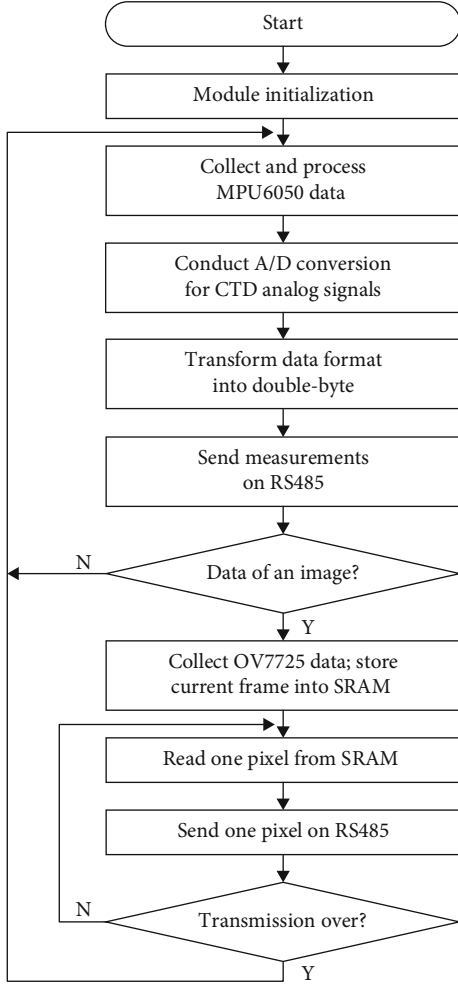 Start
Module initialization
Collect and process
MPU6050 data
Conduct A/D conversion
for CTD analog signals
Transform data format
into double-byte
Send measurements
on RS485
N
Data of an image?
Y
Collect OV7725 data; store
current frame into SRAM
Read one pixel from SRAM
Send one pixel on RS485
N
Transmission over?
Y